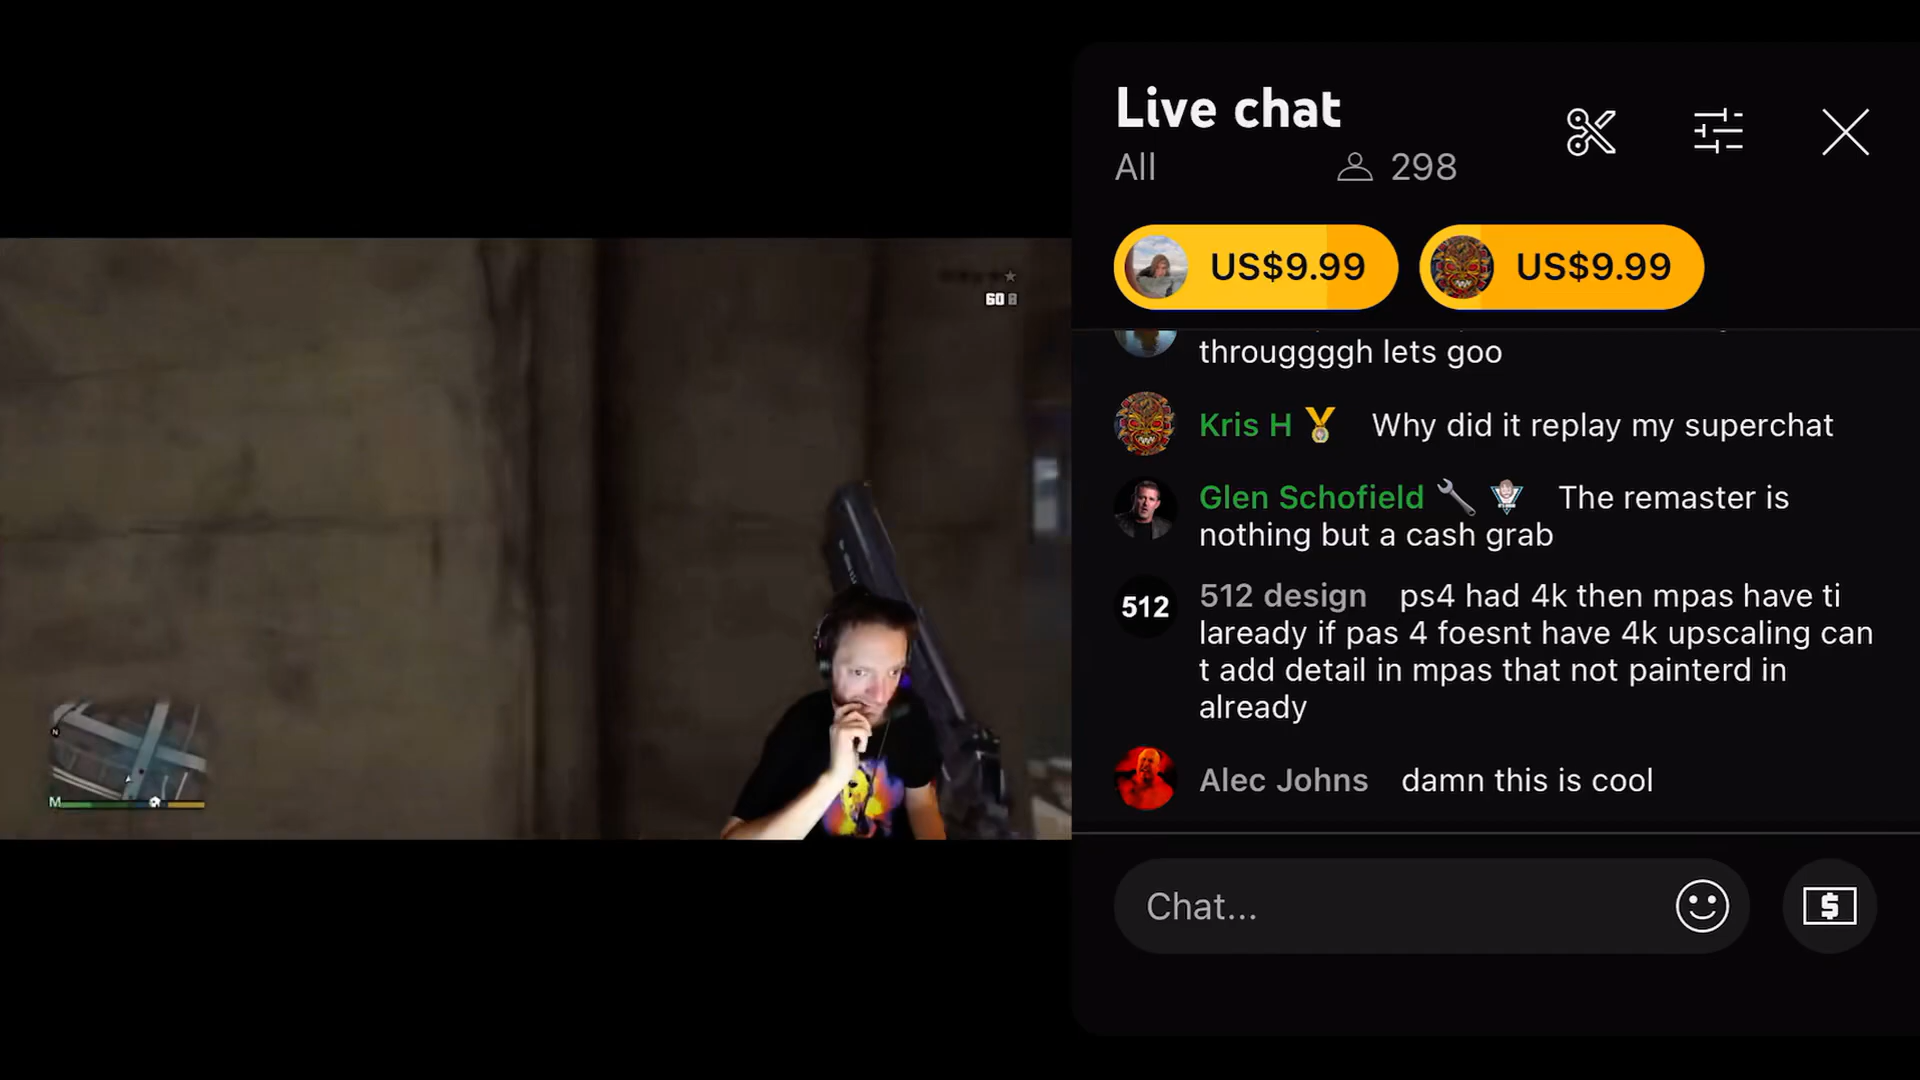 Live chat
All 298
US$9.99 US$9.99
througgggh lets goo
Kris H Why did it replay my superchat
Glen Schofield The remaster is
nothing but a cash grab
512
512 design ps4 had 4k then mpas have ti
laready if pas 4 foesnt have 4k upscaling can
t add detail in mpas that not painterd in
already
Alec Johns damn this is cool
Chat...
60 8
N
M